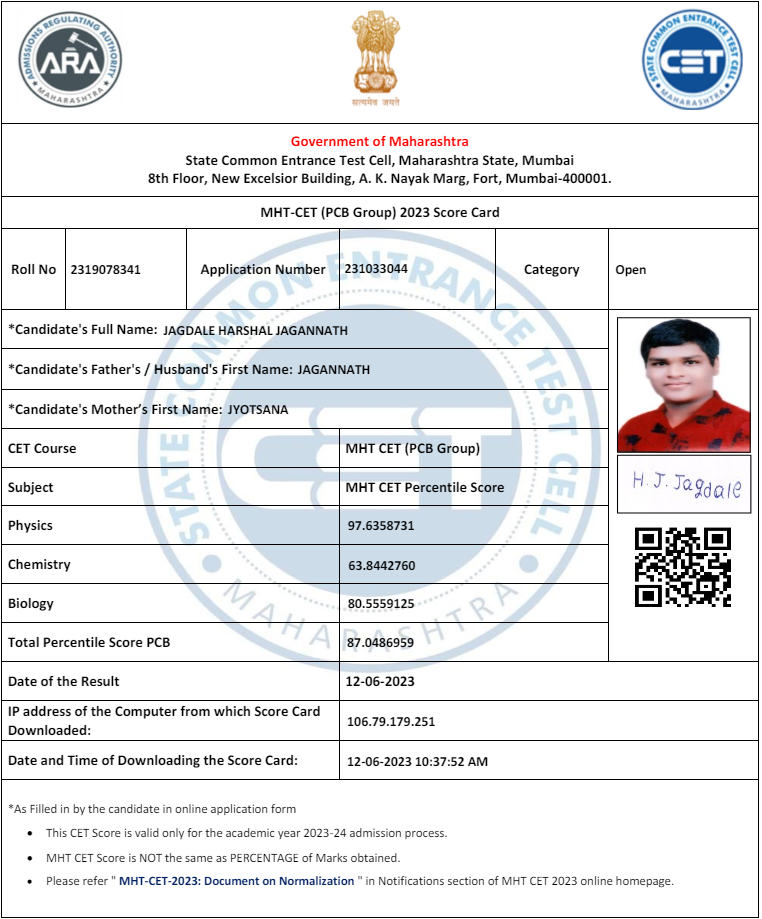 ADMISSIONS REGULATING AUTHORITY
ARA
MAHARASHTRA
सत्यमेव जयते
STATE COMMON ENTRANCE TEST CELL
CET
MAHARASHTRA
Government of Maharashtra
State Common Entrance Test Cell, Maharashtra State, Mumbai
8th Floor, New Excelsior Building, A. K. Nayak Marg, Fort, Mumbai-400001.
MHT-CET (PCB Group) 2023 Score Card
Roll No 2319078341 Application Number 231033044 Category Open
*Candidate's Full Name: JAGDALE HARSHAL JAGANNATH
*Candidate's Father's / Husband's First Name: JAGANNATH
*Candidate's Mother's First Name: JYOTSANA
CET Course MHT CET (PCB Group)
H. J. Jagdale
Subject MHT CET Percentile Score
Physics 97.6358731
Chemistry 63.8442760
Biology 80.5559125
Total Percentile Score PCB 87.0486959
STATE COMMON ENTRANCE TEST CELL
CET
MAHARASHTRA
Date of the Result 12-06-2023
IP address of the Computer from which Score Card
Downloaded: 106.79.179.251
Date and Time of Downloading the Score Card: 12-06-2023 10:37:52 AM
*As Filled in by the candidate in online application form
• This CET Score is valid only for the academic year 2023-24 admission process.
• MHT CET Score is NOT the same as PERCENTAGE of Marks obtained.
• Please refer " MHT-CET-2023: Document on Normalization " in Notifications section of MHT CET 2023 online homepage.